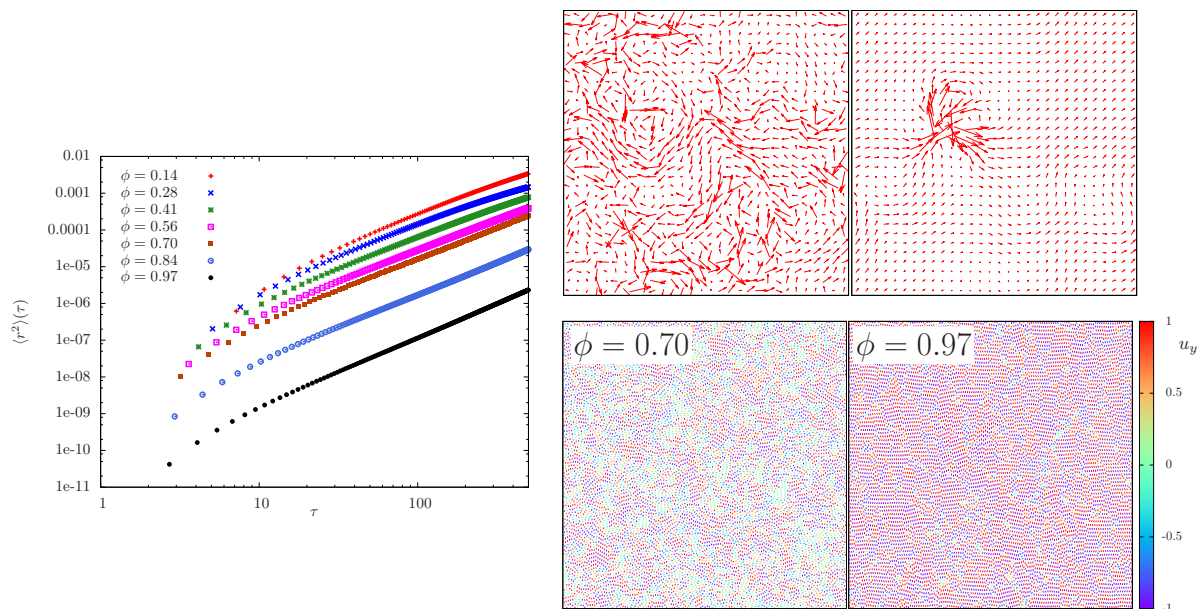 0.01
0.001
0.0001
1e-05
1e-06
1e-07
1e-08
1e-09
1e-10
1e-11
⟨r²⟩(τ)
ϕ = 0.14
ϕ = 0.28
ϕ = 0.41
ϕ = 0.56
ϕ = 0.70
ϕ = 0.84
ϕ = 0.97
1 10 100
τ
ϕ = 0.70
ϕ = 0.97
1
0.5
0
-0.5
-1
u_y